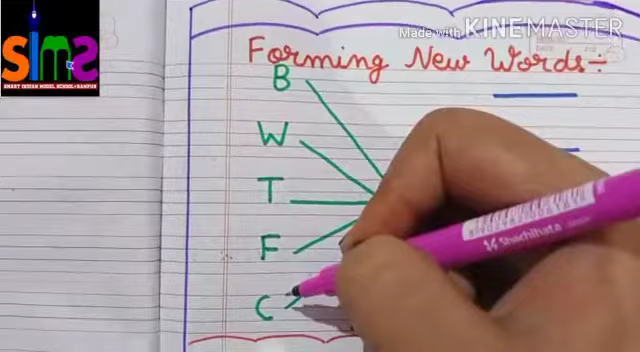 Made with KINEMASTER
SIMS
SMART INDIAN MODEL SCHOOL-RAMPUR
Forming New Words:-
B
W
T
F
C
Shachihata